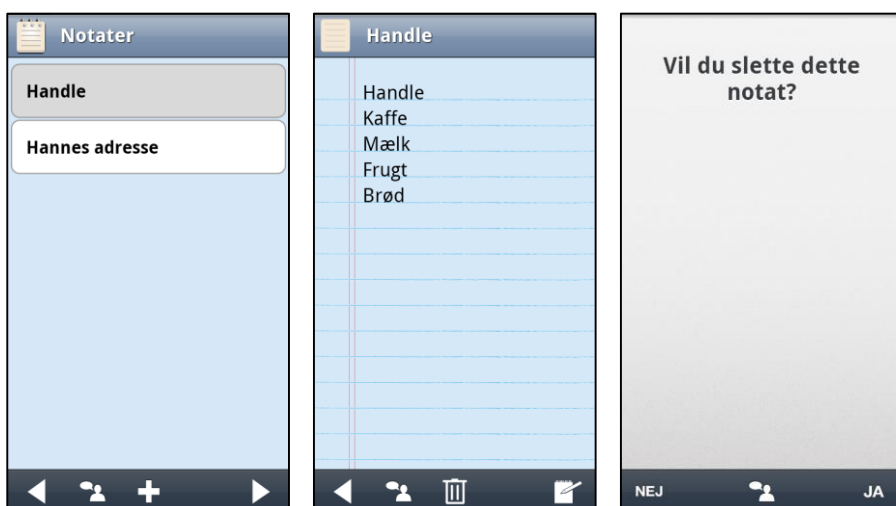 Notater
Handle
Hannes adresse
Handle
Handle
Kaffe
Mælk
Frugt
Brød
Vil du slette dette
notat?
NEJ
JA